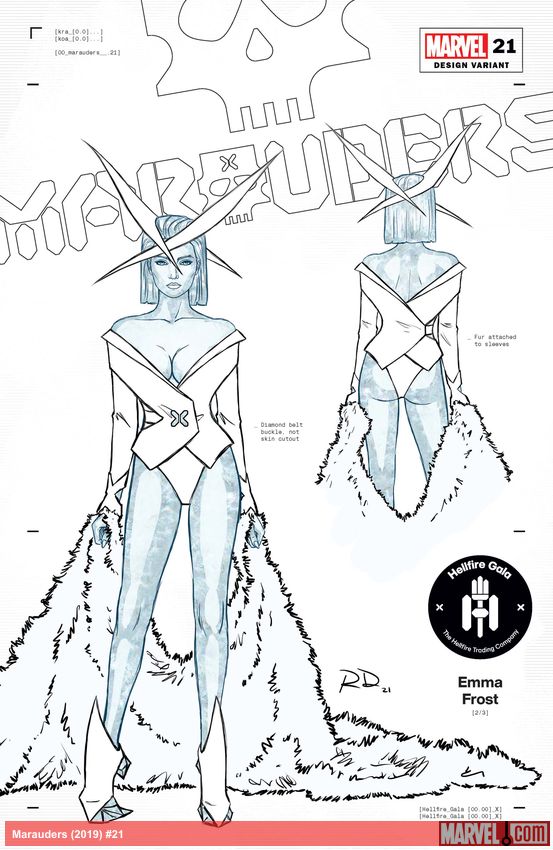 [kra_[0.0]...]
[koa_[0.0]...]
[00_marauders__.21]
MARVEL 21
DESIGN VARIANT
MARAUDERS
_ Fur attached
to sleeves
_ Diamond belt
buckle, not
skin cutout
Hellfire Gala
The Hellfire Trading Company
Emma
Frost
[2/3]
RD 21
[Hellfire_Gala [00.00]_X]
[Hellfire_Gala [00.00]_X]
Marauders (2019) #21
MARVEL.com